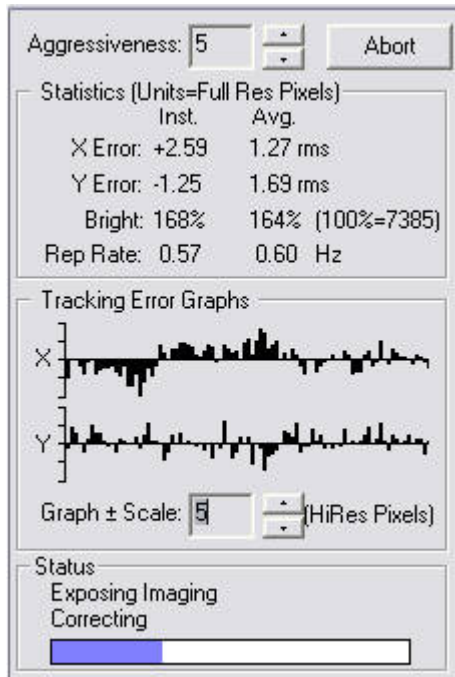 Aggressiveness: 5 Abort
Statistics (Units=Full Res Pixels)
Inst. Avg.
X Error: +2.59 1.27 rms
Y Error: -1.25 1.69 rms
Bright: 168% 164% (100%=7385)
Rep Rate: 0.57 0.60 Hz
Tracking Error Graphs
X
Y
Graph ± Scale: 5 (HiRes Pixels)
Status
Exposing Imaging
Correcting